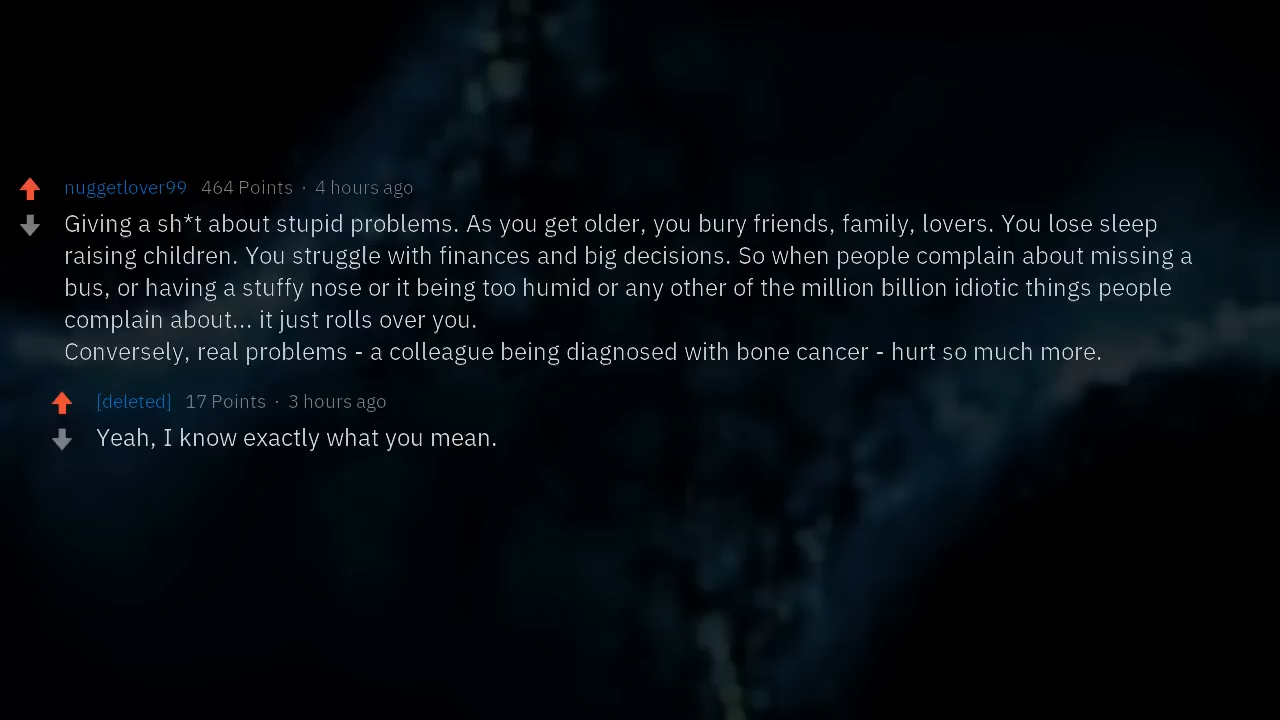 nuggetlover99 464 Points · 4 hours ago
Giving a sh*t about stupid problems. As you get older, you bury friends, family, lovers. You lose sleep
raising children. You struggle with finances and big decisions. So when people complain about missing a
bus, or having a stuffy nose or it being too humid or any other of the million billion idiotic things people
complain about... it just rolls over you.
Conversely, real problems - a colleague being diagnosed with bone cancer - hurt so much more.
[deleted] 17 Points · 3 hours ago
Yeah, I know exactly what you mean.